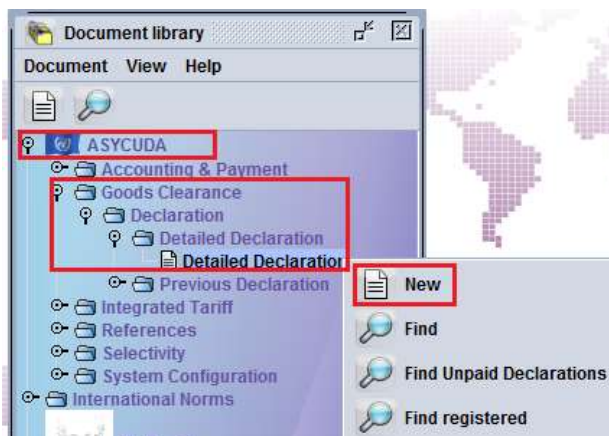 Document library
Document View Help
ASYCUDA
Accounting & Payment
Goods Clearance
Declaration
Detailed Declaration
Detailed Declaration
Previous Declaration
Integrated Tariff
References
Selectivity
System Configuration
International Norms
New
Find
Find Unpaid Declarations
Find registered